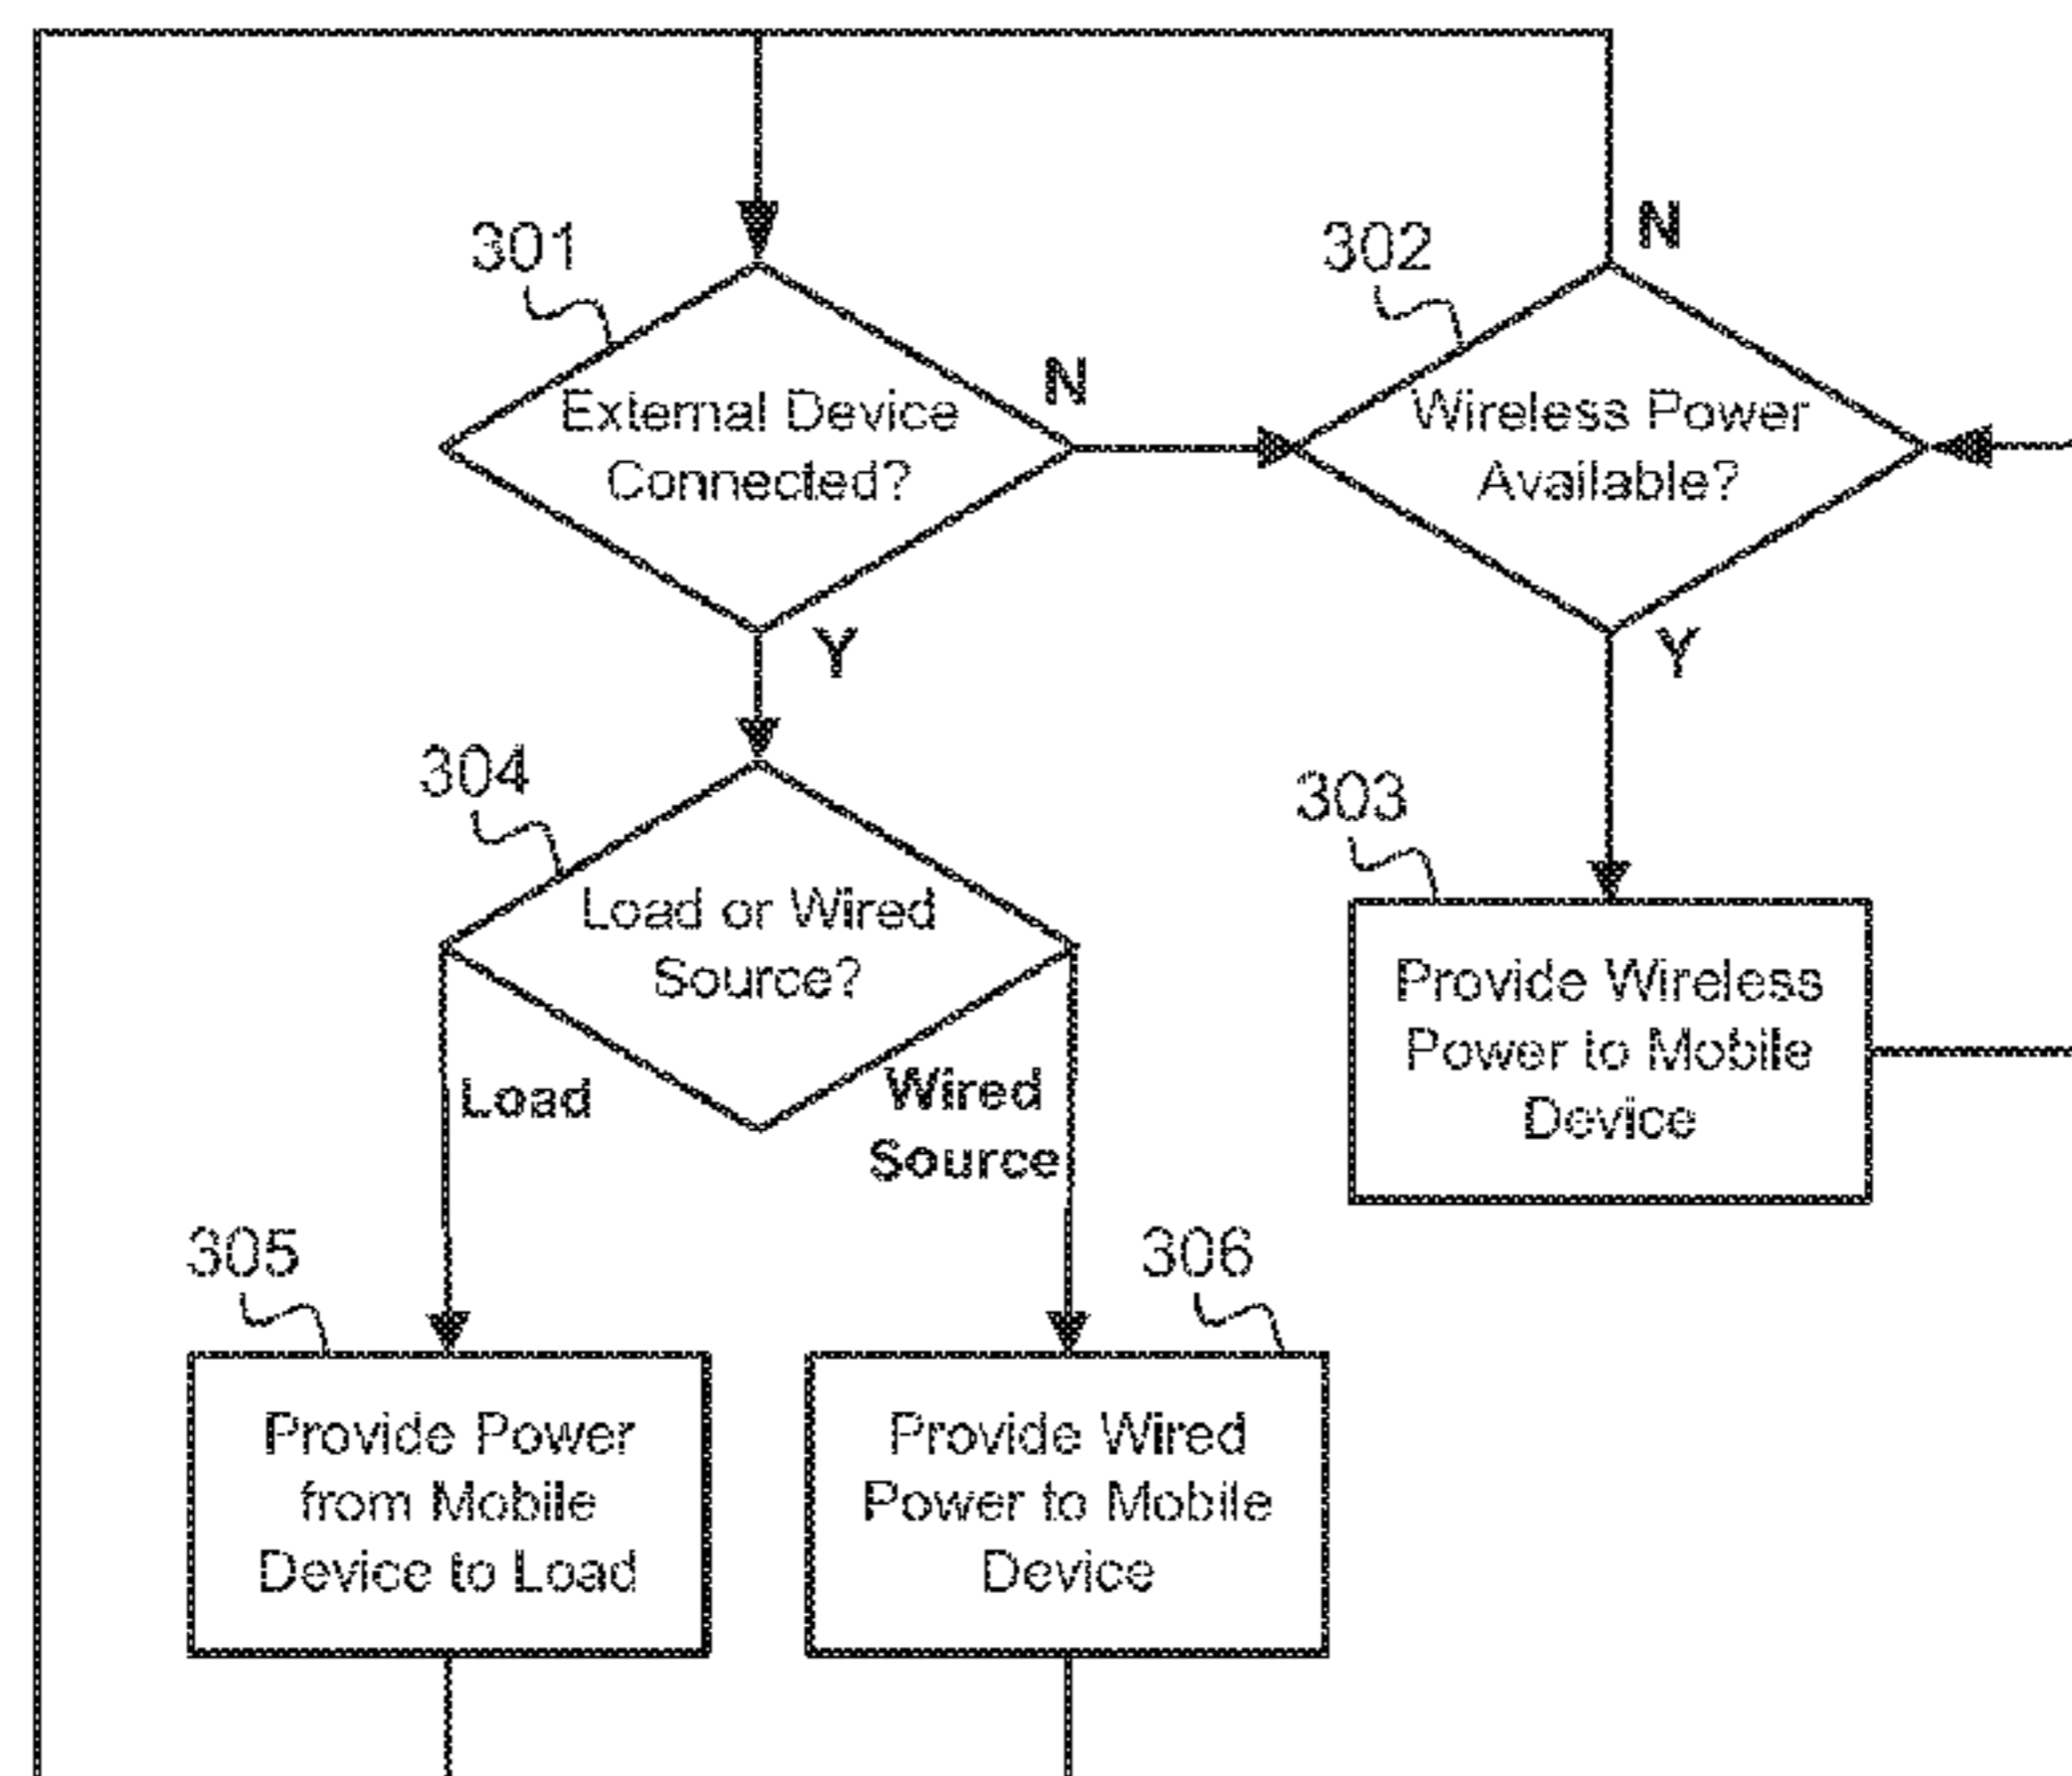 301
External Device
Connected?
N
Y
302
Wireless Power
Available?
N
Y
304
Load or Wired
Source?
Load
Wired
Source
303
Provide Wireless
Power to Mobile
Device
305
Provide Power
from Mobile
Device to Load
306
Provide Wired
Power to Mobile
Device